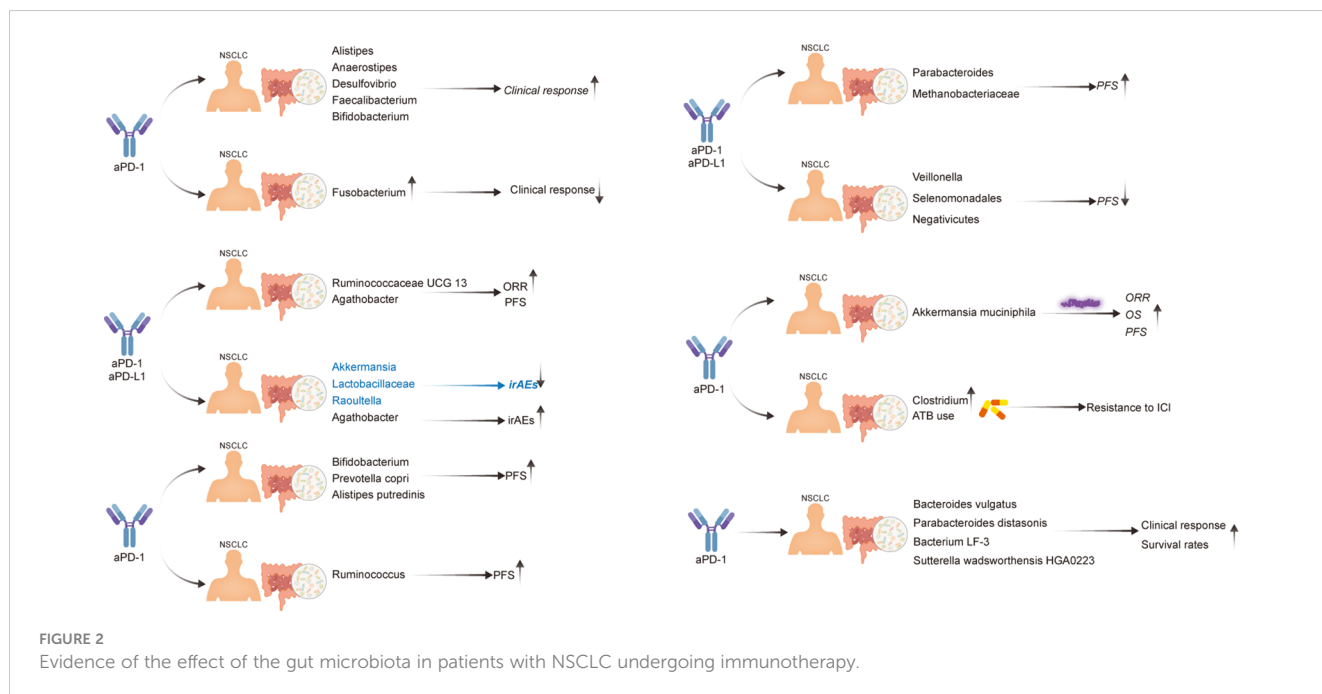 NSCLC
Alistipes
Anaerostipes
Desulfovibrio
Faecalibacterium
Bifidobacterium
Clinical response
aPD-1
NSCLC
Fusobacterium
Clinical response
NSCLC
Ruminococcaceae UCG 13
Agathobacter
ORR
PFS
aPD-1
aPD-L1
NSCLC
Akkermansia
Lactobacillaceae
Raoultella
irAEs
Agathobacter
irAEs
NSCLC
Bifidobacterium
Prevotella copri
Alistipes putredinis
PFS
aPD-1
NSCLC
Ruminococcus
PFS
NSCLC
Parabacteroides
Methanobacteriaceae
PFS
aPD-1
aPD-L1
NSCLC
Veillonella
Selenomonadales
Negativicutes
PFS
NSCLC
Akkermansia muciniphila
ORR
OS
PFS
aPD-1
NSCLC
Clostridium
ATB use
Resistance to ICI
NSCLC
Bacteroides vulgatus
Parabacteroides distasonis
Bacterium LF-3
Sutterella wadsworthensis HGA0223
Clinical response
Survival rates
aPD-1
FIGURE 2
Evidence of the effect of the gut microbiota in patients with NSCLC undergoing immunotherapy.